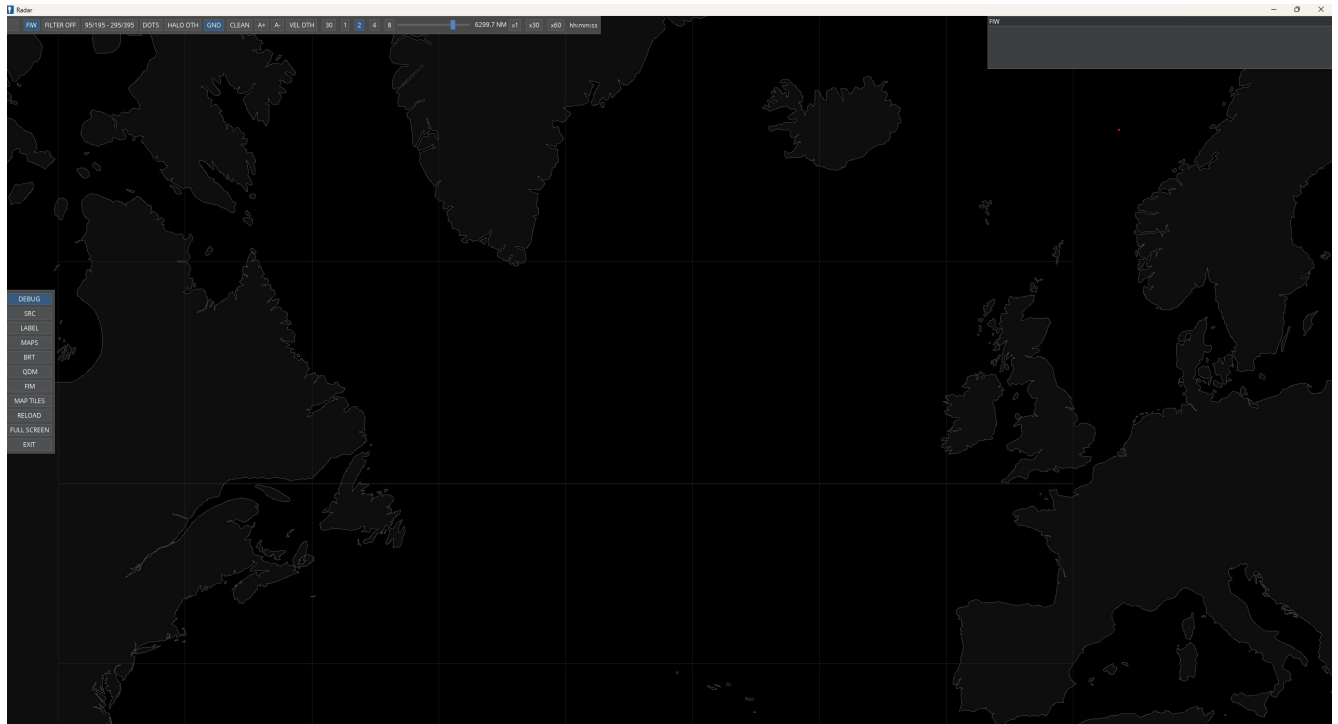 Radar
FIW FILTER OFF 95/195 - 295/395 DOTS HALO OTH GND CLEAN A+ A- VEL OTH 30 1 2 4 8 6299.7 NM x1 x30 x60 hh:mm:ss
FIW
DEBUG
SRC
LABEL
MAPS
BRT
QDM
FIM
MAP TILES
RELOAD
FULL SCREEN
EXIT